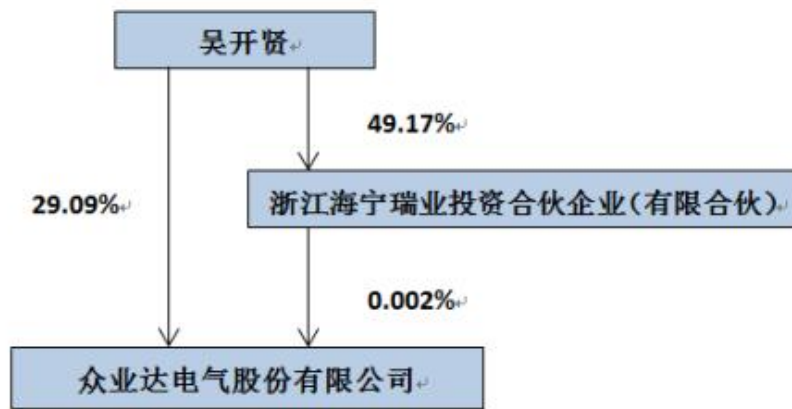 吴开贤
49.17%
29.09%
浙江海宁瑞业投资合伙企业（有限合伙）
0.002%
众业达电气股份有限公司